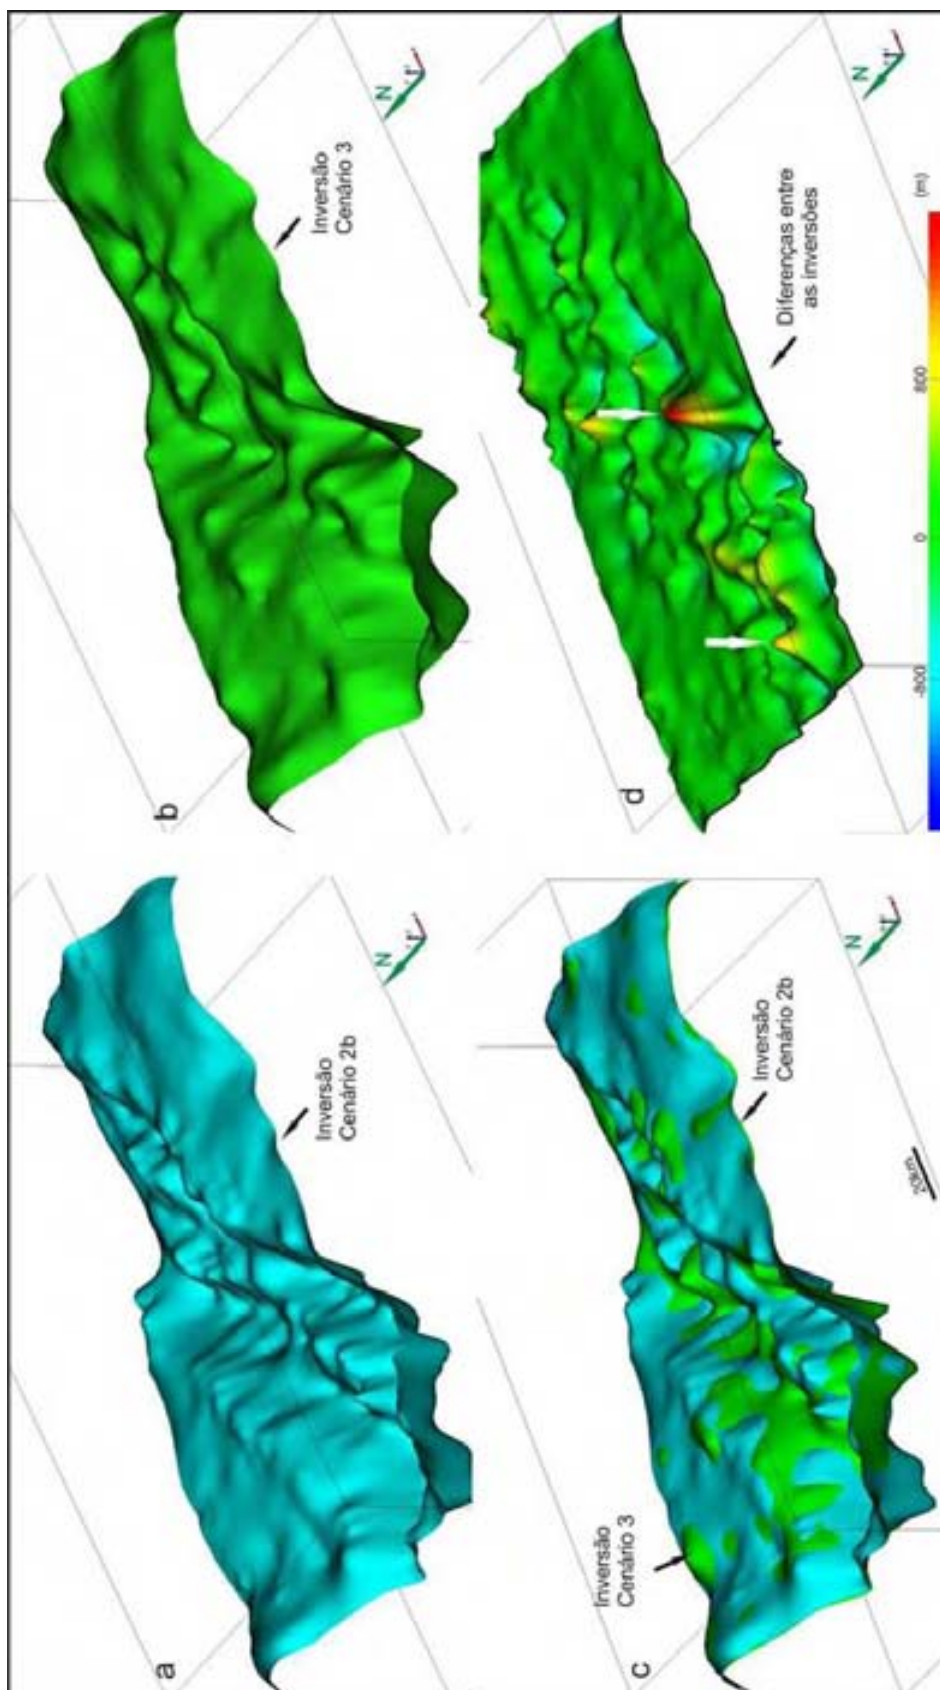 a
Inversão
Cenário 2b
N
b
Inversão
Cenário 3
N
c
Inversão
Cenário 3
Inversão
Cenário 2b
N
20km
d
Diferenças entre
as inversões
N
-800
0
800
(m)